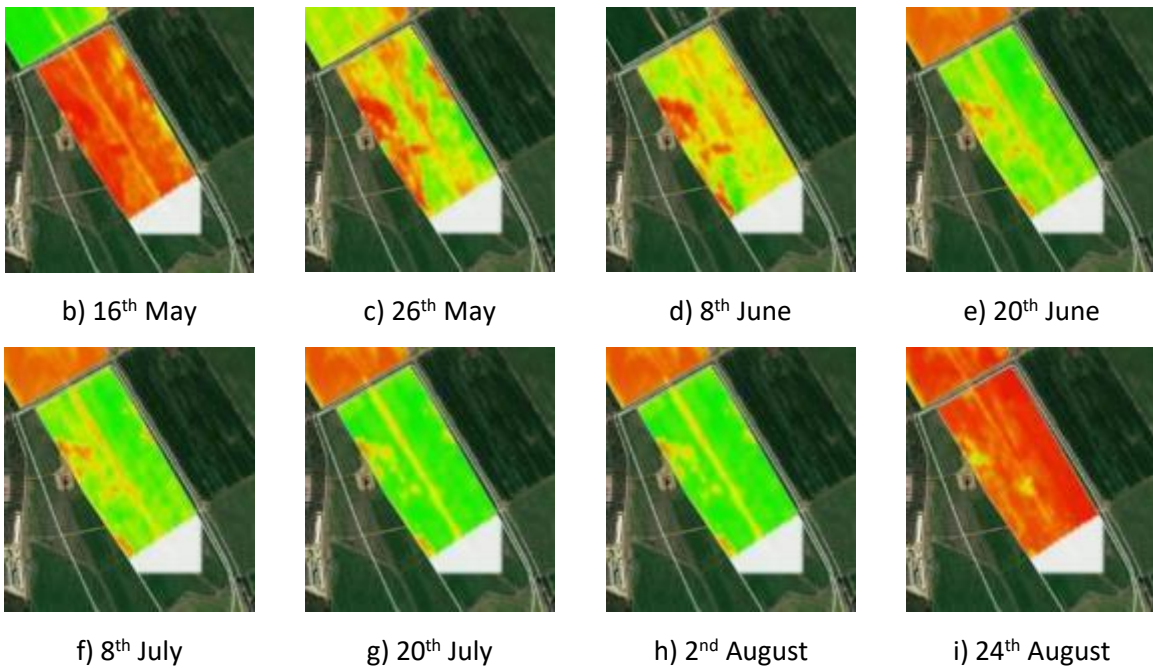 b) 16th May
c) 26th May
d) 8th June
e) 20th June
f) 8th July
g) 20th July
h) 2nd August
i) 24th August